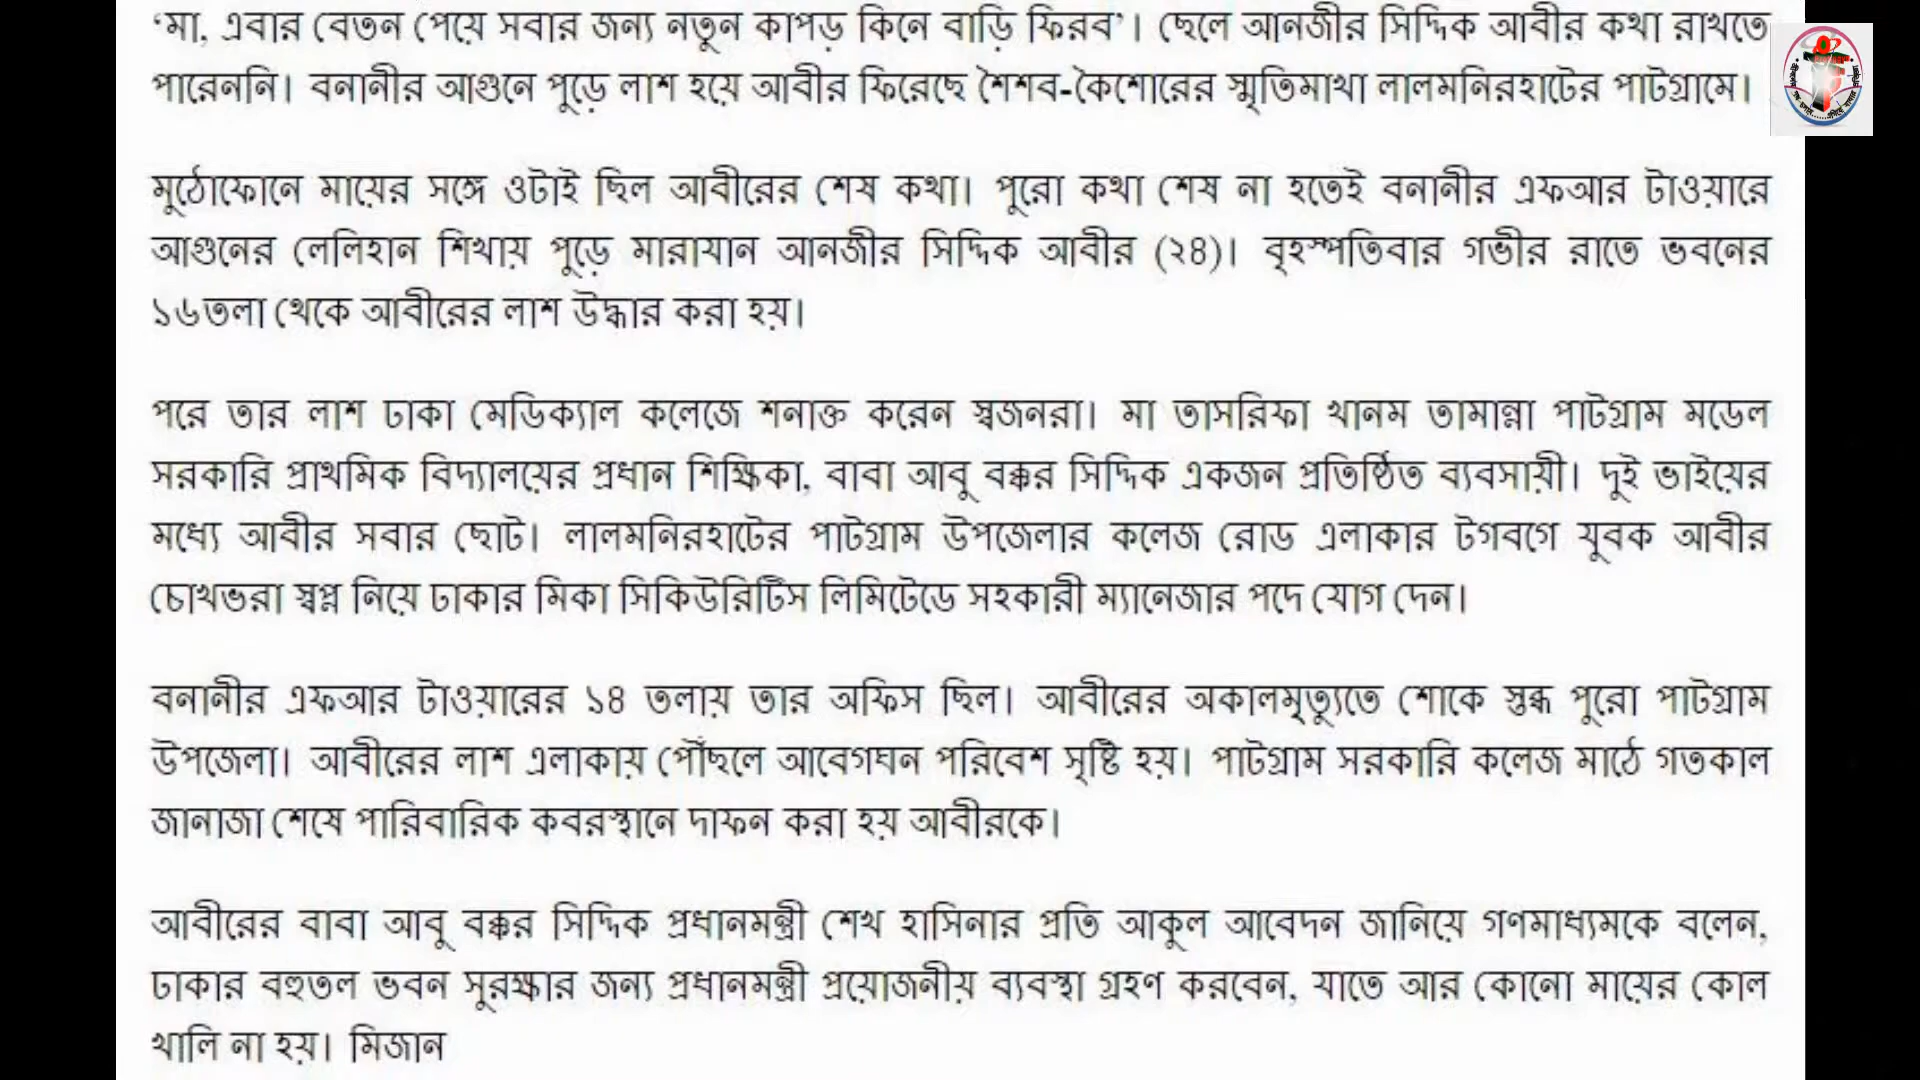 ‘মা, এবার বেতন পেয়ে সবার জন্য নতুন কাপড় কিনে বাড়ি ফিরব’। ছেলে আনজীর সিদ্দিক আবীর কথা রাখতে
পারেননি। বনানীর আগুনে পুড়ে লাশ হয়ে আবীর ফিরেছে শৈশব-কৈশোরের স্মৃতিমাখা লালমনিরহাটের পাটগ্রামে।
মুঠোফোনে মায়ের সঙ্গে ওটাই ছিল আবীরের শেষ কথা। পুরো কথা শেষ না হতেই বনানীর এফআর টাওয়ারে
আগুনের লেলিহান শিখায় পুড়ে মারাযান আনজীর সিদ্দিক আবীর (২৪)। বৃহস্পতিবার গভীর রাতে ভবনের
১৬তলা থেকে আবীরের লাশ উদ্ধার করা হয়।
পরে তার লাশ ঢাকা মেডিক্যাল কলেজে শনাক্ত করেন স্বজনরা। মা তাসরিফা খানম তামান্না পাটগ্রাম মডেল
সরকারি প্রাথমিক বিদ্যালয়ের প্রধান শিক্ষিকা, বাবা আবু বক্কর সিদ্দিক একজন প্রতিষ্ঠিত ব্যবসায়ী। দুই ভাইয়ের
মধ্যে আবীর সবার ছোট। লালমনিরহাটের পাটগ্রাম উপজেলার কলেজ রোড এলাকার টগবগে যুবক আবীর
চোখভরা স্বপ্ন নিয়ে ঢাকার মিকা সিকিউরিটিস লিমিটেডে সহকারী ম্যানেজার পদে যোগ দেন।
বনানীর এফআর টাওয়ারের ১৪ তলায় তার অফিস ছিল। আবীরের অকালমৃত্যুতে শোকে স্তব্ধ পুরো পাটগ্রাম
উপজেলা। আবীরের লাশ এলাকায় পৌঁছলে আবেগঘন পরিবেশ সৃষ্টি হয়। পাটগ্রাম সরকারি কলেজ মাঠে গতকাল
জানাজা শেষে পারিবারিক কবরস্থানে দাফন করা হয় আবীরকে।
আবীরের বাবা আবু বক্কর সিদ্দিক প্রধানমন্ত্রী শেখ হাসিনার প্রতি আকুল আবেদন জানিয়ে গণমাধ্যমকে বলেন,
ঢাকার বহুতল ভবন সুরক্ষার জন্য প্রধানমন্ত্রী প্রয়োজনীয় ব্যবস্থা গ্রহণ করবেন, যাতে আর কোনো মায়ের কোল
খালি না হয়। মিজান